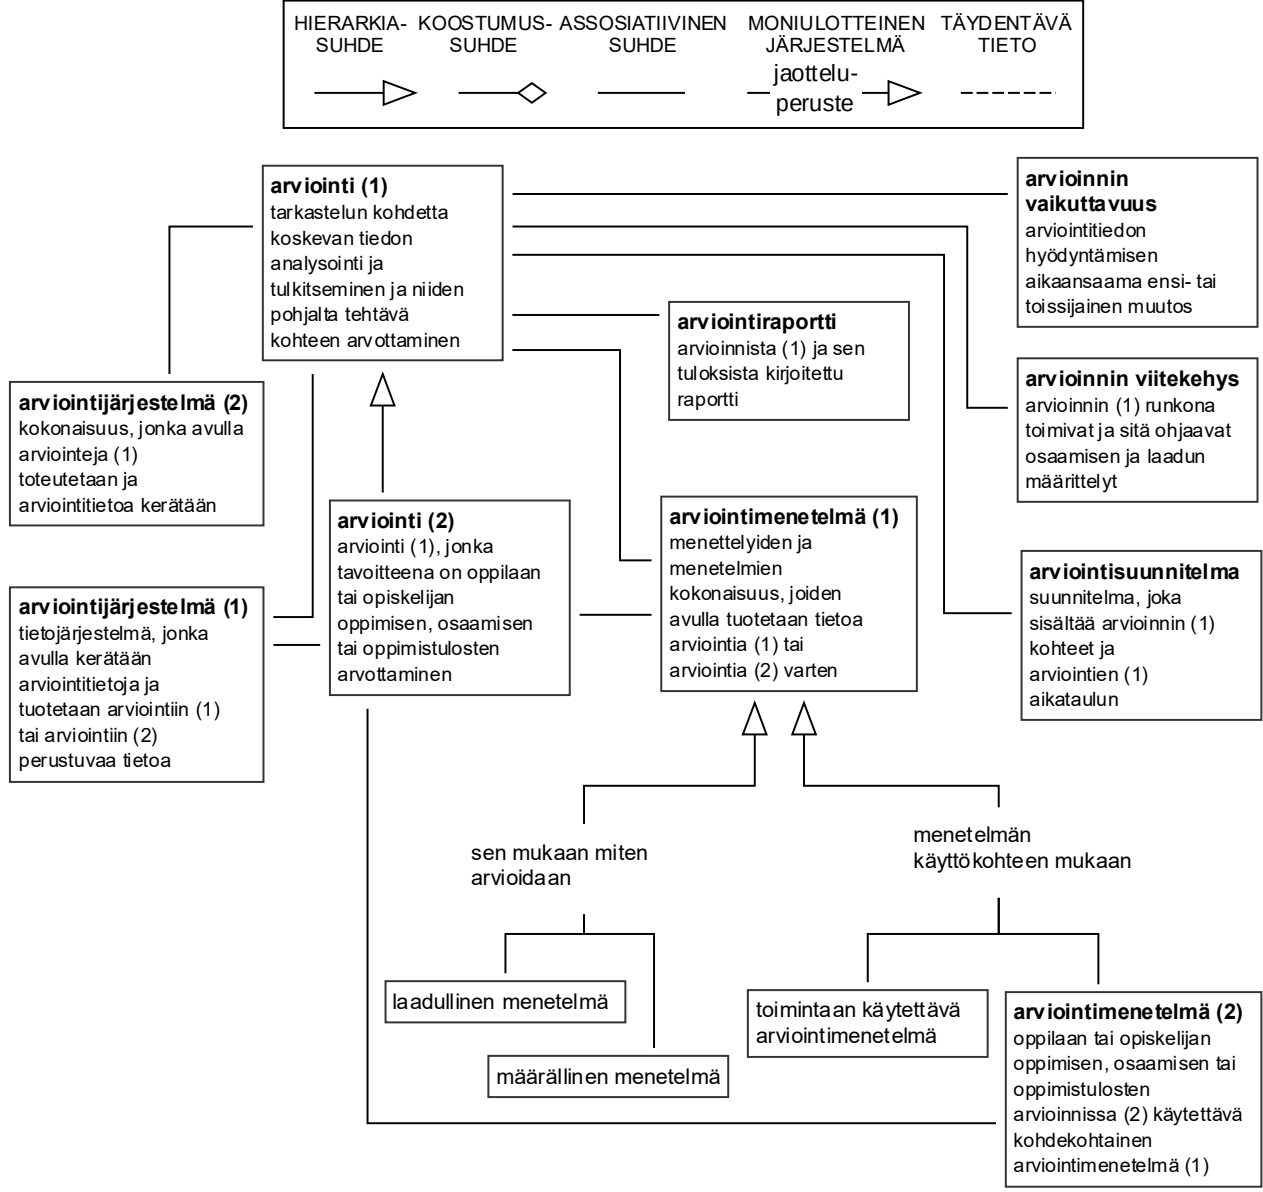 HIERARKIA-
SUHDE
KOOSTUMUS-
SUHDE
ASSOSIATIIVINEN
SUHDE
MONIULOTTEINEN
JÄRJESTELMÄ
jaottelu-
peruste
TÄYDENTÄVÄ
TIETO
arviointi (1)
tarkastelun kohdetta
koskevan tiedon
analysointi ja
tulkitseminen ja niiden
pohjalta tehtävä
kohteen arvottaminen
arvioinnin
vaikuttavuus
arviointitiedon
hyödyntämisen
aikaansaama ensi- tai
toissijainen muutos
arviointiraportti
arvioinnista (1) ja sen
tuloksista kirjoitettu
raportti
arvioinnin viitekehys
arvioinnin (1) runkona
toimivat ja sitä ohjaavat
osaamisen ja laadun
määrittelyt
arviointijärjestelmä (2)
kokonaisuus, jonka avulla
arviointeja (1)
toteutetaan ja
arviointitietoa kerätään
arviointi (2)
arviointi (1), jonka
tavoitteena on oppilaan
tai opiskelijan
oppimisen, osaamisen
tai oppimistulosten
arvottaminen
arviointimenetelmä (1)
menettelyiden ja
menetelmien
kokonaisuus, joiden
avulla tuotetaan tietoa
arviointia (1) tai
arviointia (2) varten
arviointisuunnitelma
suunnitelma, joka
sisältää arvioinnin (1)
kohteet ja
arviointien (1)
aikataulun
arviointijärjestelmä (1)
tietojärjestelmä, jonka
avulla kerätään
arviointitietoja ja
tuotetaan arviointiin (1)
tai arviointiin (2)
perustuvaa tietoa
sen mukaan miten
arvioidaan
menetelmän
käyttökohteen mukaan
laadullinen menetelmä
määrällinen menetelmä
toimintaan käytettävä
arviointimenetelmä
arviointimenetelmä (2)
oppilaan tai opiskelijan
oppimisen, osaamisen tai
oppimistulosten
arvioinnissa (2) käytettävä
kohdekohtainen
arviointimenetelmä (1)